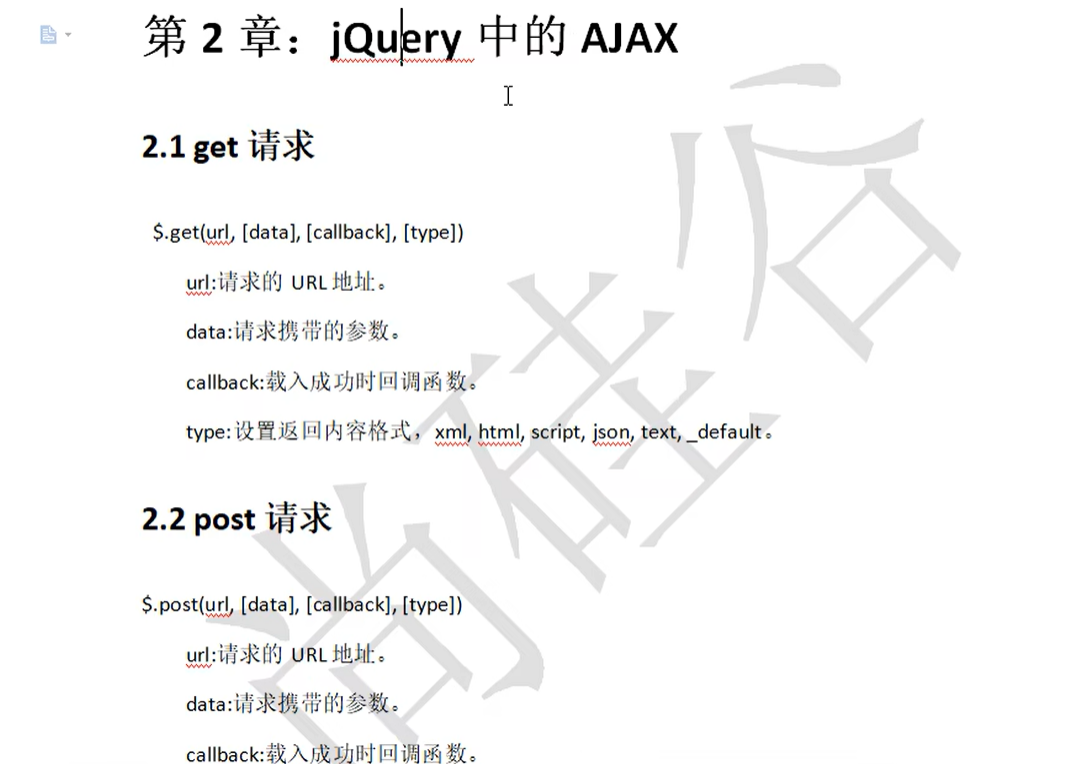 第 2 章：jQuery 中的 AJAX
2.1 get 请求
$.get(url, [data], [callback], [type])
url:请求的 URL 地址。
data:请求携带的参数。
callback:载入成功时回调函数。
type:设置返回内容格式，xml, html, script, json, text, _default。
2.2 post 请求
$.post(url, [data], [callback], [type])
url:请求的 URL 地址。
data:请求携带的参数。
callback:载入成功时回调函数。
尚硅谷